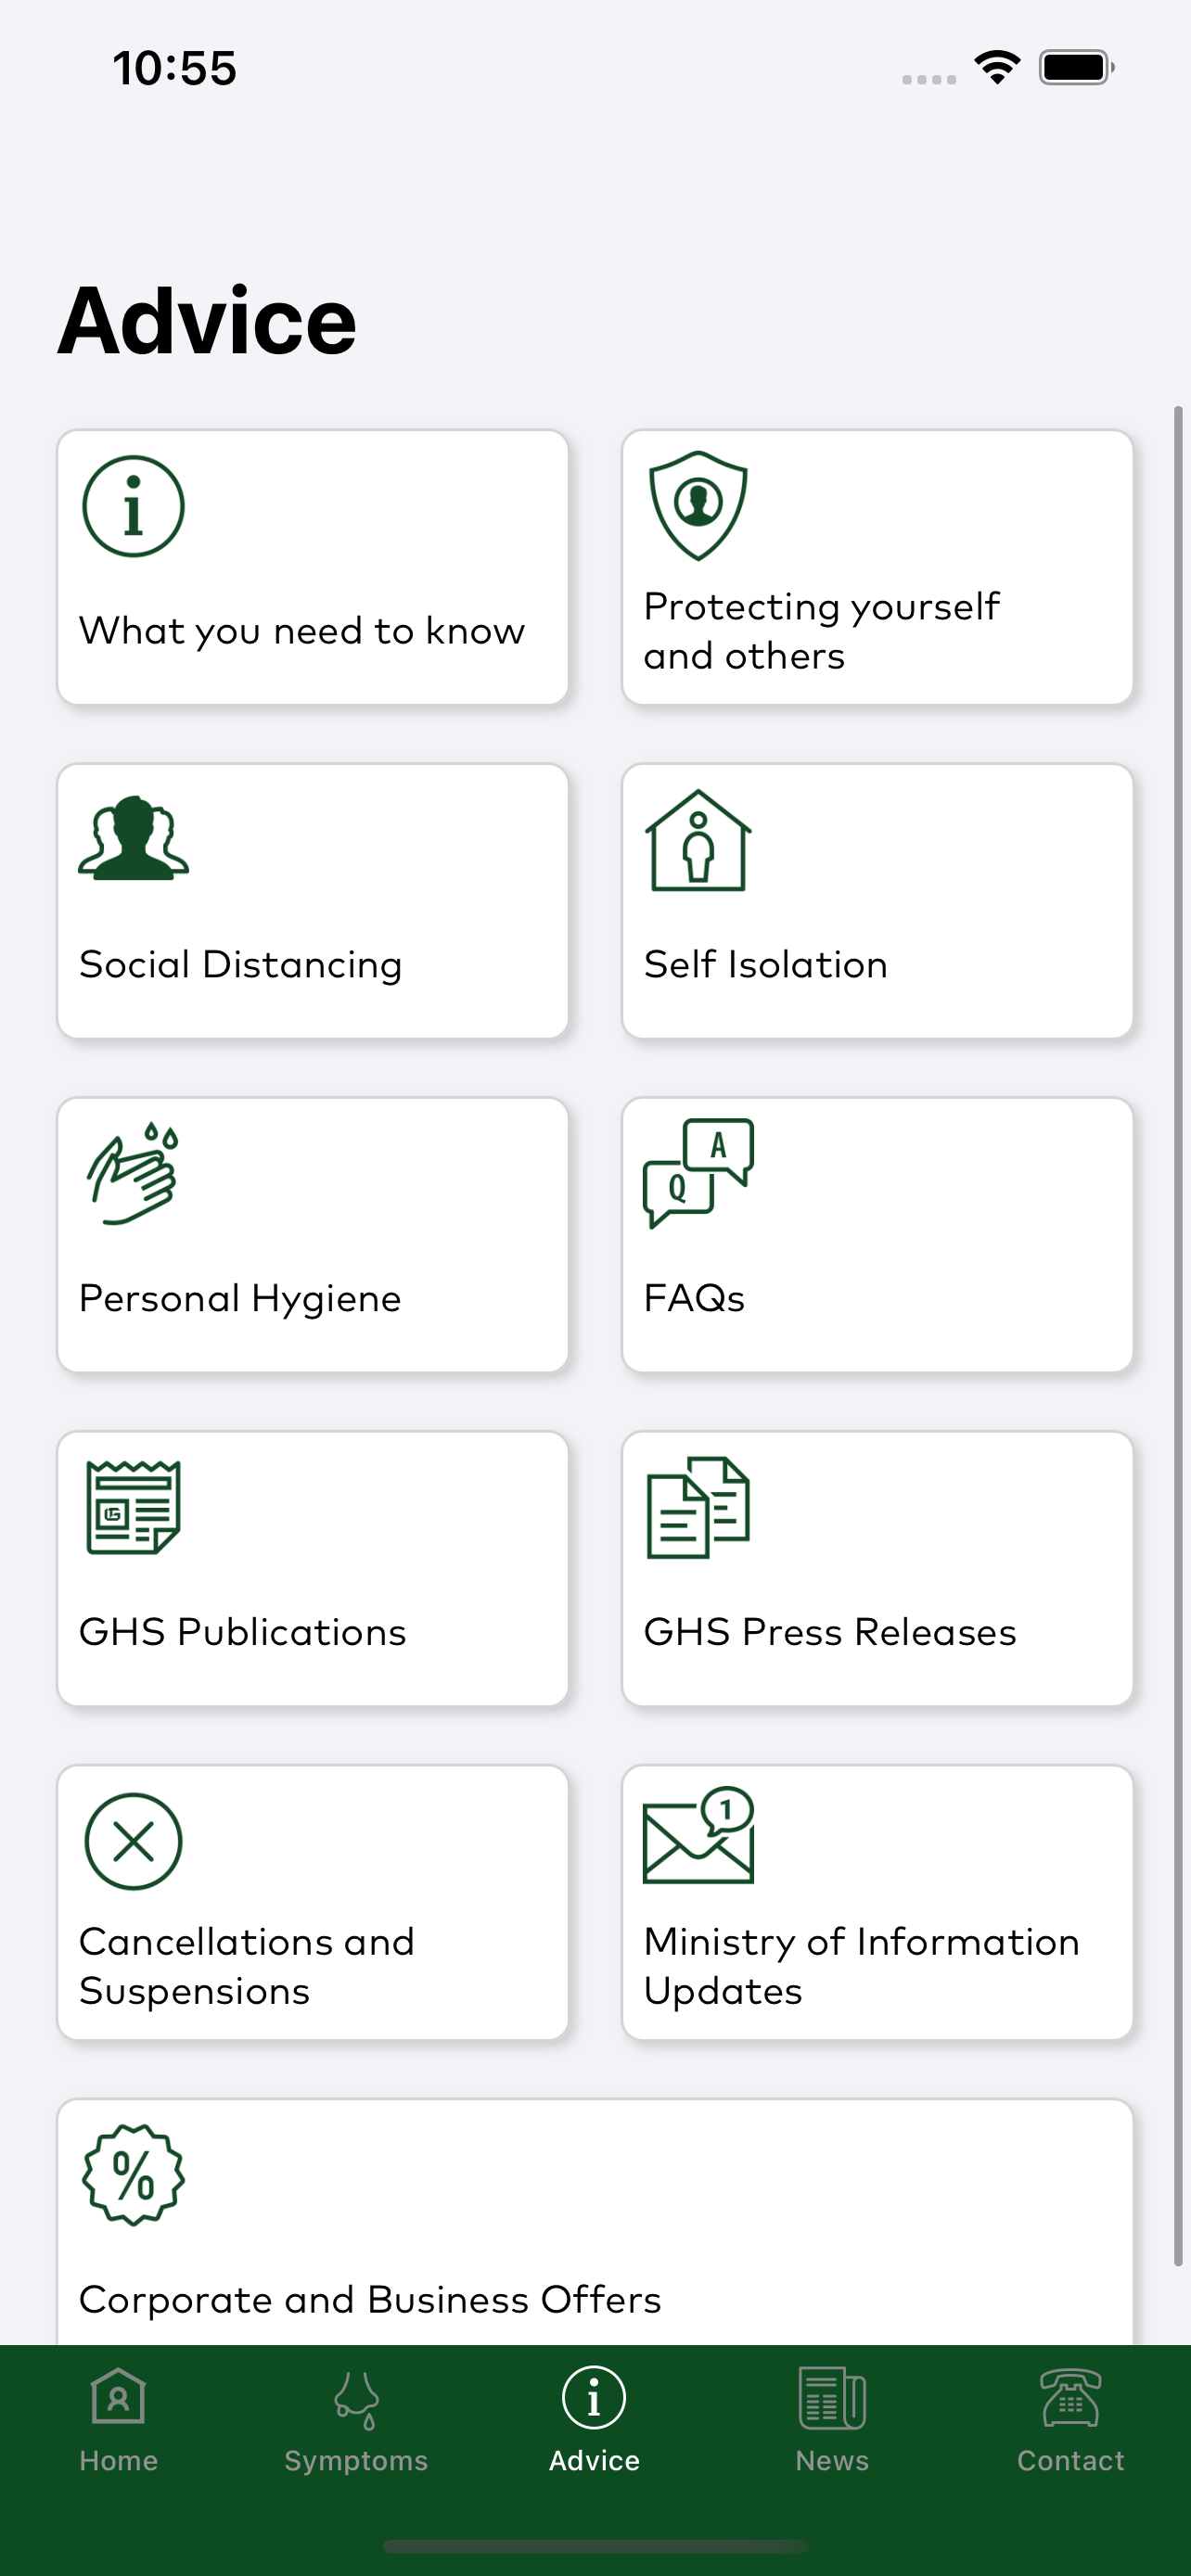 10:55
Advice
What you need to know
Protecting yourself
and others
Social Distancing
Self Isolation
Personal Hygiene
A
Q
FAQs
GHS Publications
GHS Press Releases
Cancellations and
Suspensions
1
Ministry of Information
Updates
%
Corporate and Business Offers
Home
Symptoms
Advice
News
Contact